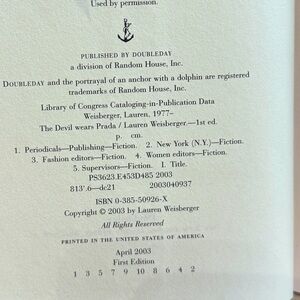 Used by permission.
PUBLISHED BY DOUBLEDAY
a division of Random House, Inc.
DOUBLEDAY and the portrayal of an anchor with a dolphin are registered
trademarks of Random House, Inc.
Library of Congress Cataloging-in-Publication Data
Weisberger, Lauren, 1977–
The Devil wears Prada / Lauren Weisberger.—1st ed.
p. cm.
1. Periodicals—Publishing—Fiction. 2. New York (N.Y.)—Fiction.
3. Fashion editors—Fiction. 4. Women editors—Fiction.
5. Supervisors—Fiction. I. Title.
PS3623.E453D485 2003
813'.6—dc21 2003040937
ISBN 0-385-50926-X
Copyright © 2003 by Lauren Weisberger
All Rights Reserved
PRINTED IN THE UNITED STATES OF AMERICA
April 2003
First Edition
1 3 5 7 9 10 8 6 4 2